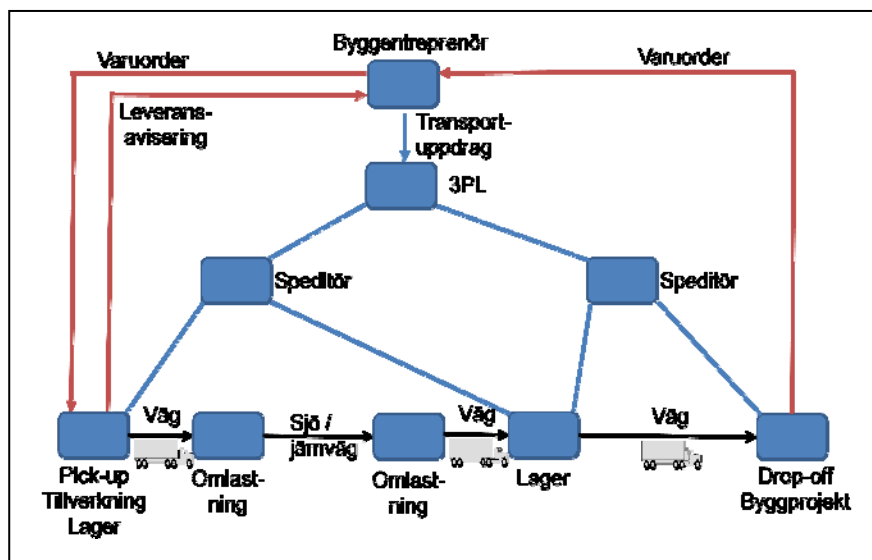 Byggentreprenör
Varuorder
Varuorder
Leverans-
avisering
Transport-
uppdrag
3PL
Speditör
Speditör
Väg
Sjö /
järnväg
Väg
Väg
Pick-up
Tillverkning
Lager
Omlast-
ning
Omlast-
ning
Lager
Drop-off
Byggprojekt